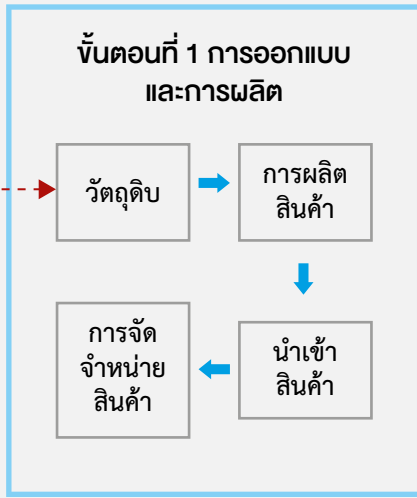 ขั้นตอนที่ 1 การออกแบบ
และการผลิต
วัตถุดิบ
การผลิต
สินค้า
นำเข้า
สินค้า
การจัด
จำหน่าย
สินค้า